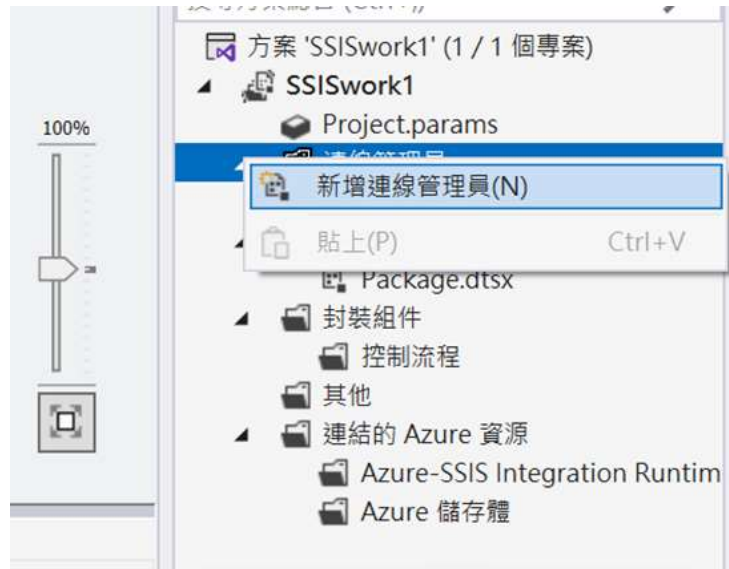 方案 'SSISwork1' (1 / 1 個專案)
SSISwork1
100%
Project.params
新增連線管理員(N)
貼上(P) Ctrl+V
Package.dtsx
封裝組件
控制流程
其他
連結的 Azure 資源
Azure-SSIS Integration Runtim
Azure 儲存體